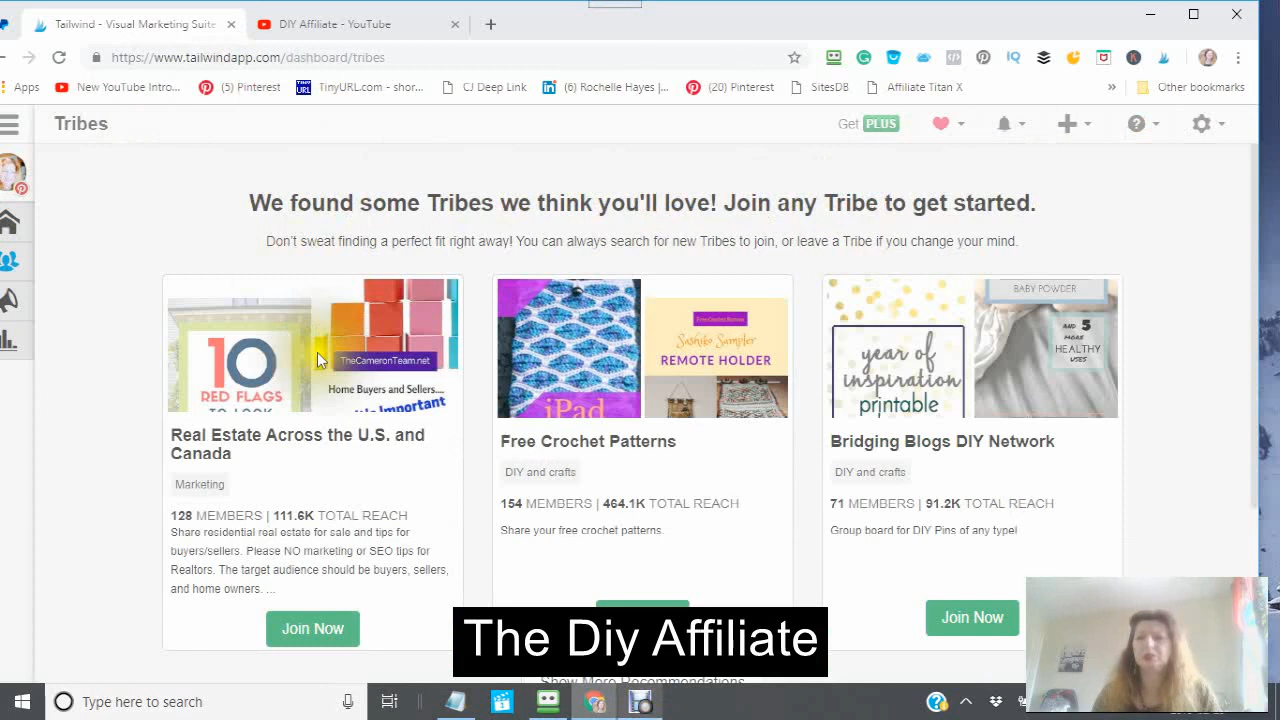 Tailwind - Visual Marketing Suite
DIY Affiliate - YouTube
https://www.tailwindapp.com/dashboard/tribes
Apps
New YouTube Intro...
(5) Pinterest
TinyURL.com - shor...
CJ Deep Link
(6) Rochelle Hayes |...
(20) Pinterest
SitesDB
Affiliate Titan X
»
Other bookmarks
Tribes
Get PLUS
We found some Tribes we think you'll love! Join any Tribe to get started.
Don't sweat finding a perfect fit right away! You can always search for new Tribes to join, or leave a Tribe if you change your mind.
10
RED FLAGS
TO LOOK
TheCameronTeam.net
Home Buyers and Sellers....
Important
Real Estate Across the U.S. and
Canada
Marketing
128 MEMBERS | 111.6K TOTAL REACH
Share residential real estate for sale and tips for
buyers/sellers. Please NO marketing or SEO tips for
Realtors. The target audience should be buyers, sellers,
and home owners. ...
Join Now
iPad
Sashiko Sampler
REMOTE HOLDER
Free Crochet Patterns
DIY and crafts
154 MEMBERS | 464.1K TOTAL REACH
Share your free crochet patterns.
year of
inspiration
printable
BABY POWDER
AND 5
MORE
HEALTHY
USES
Bridging Blogs DIY Network
DIY and crafts
71 MEMBERS | 91.2K TOTAL REACH
Group board for DIY Pins of any type!
Join Now
The Diy Affiliate
Show More Recommendations
Type here to search